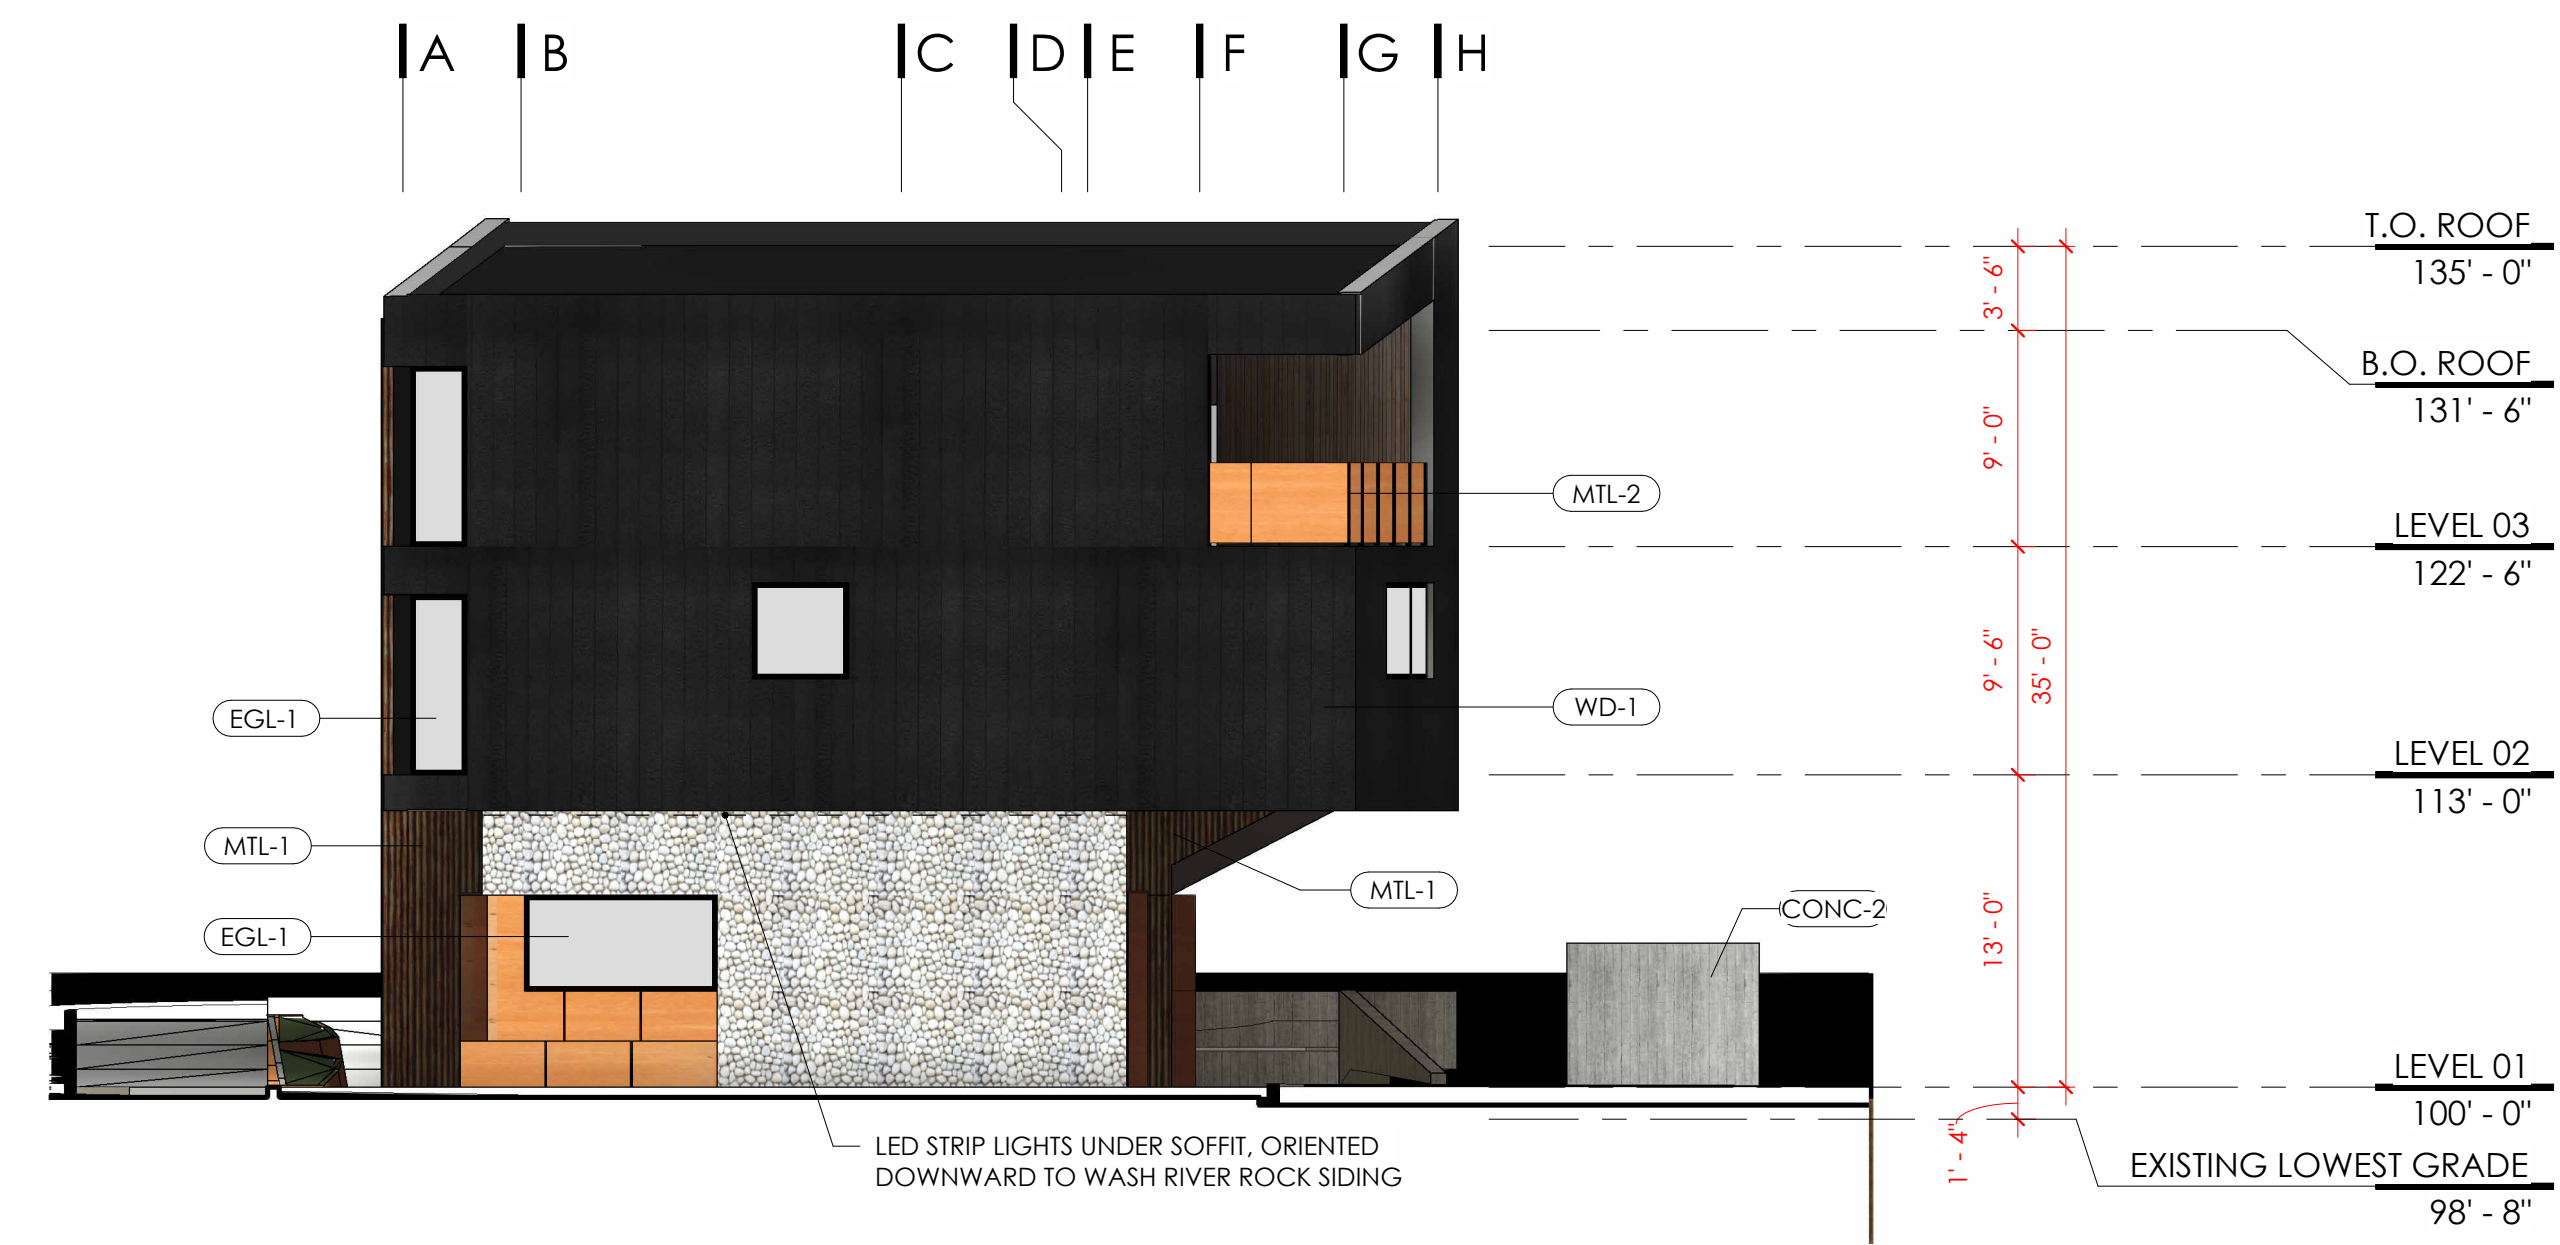 A B C D E F G H
T.O. ROOF
135' - 0"
3' - 6"
B.O. ROOF
131' - 6"
9' - 0"
MTL-2
LEVEL 03
122' - 6"
9' - 6"
35' - 0"
EGL-1
WD-1
LEVEL 02
113' - 0"
MTL-1
MTL-1
EGL-1
CONC-2
13' - 0"
LEVEL 01
100' - 0"
1' - 4"
LED STRIP LIGHTS UNDER SOFFIT, ORIENTED
DOWNWARD TO WASH RIVER ROCK SIDING
EXISTING LOWEST GRADE
98' - 8"